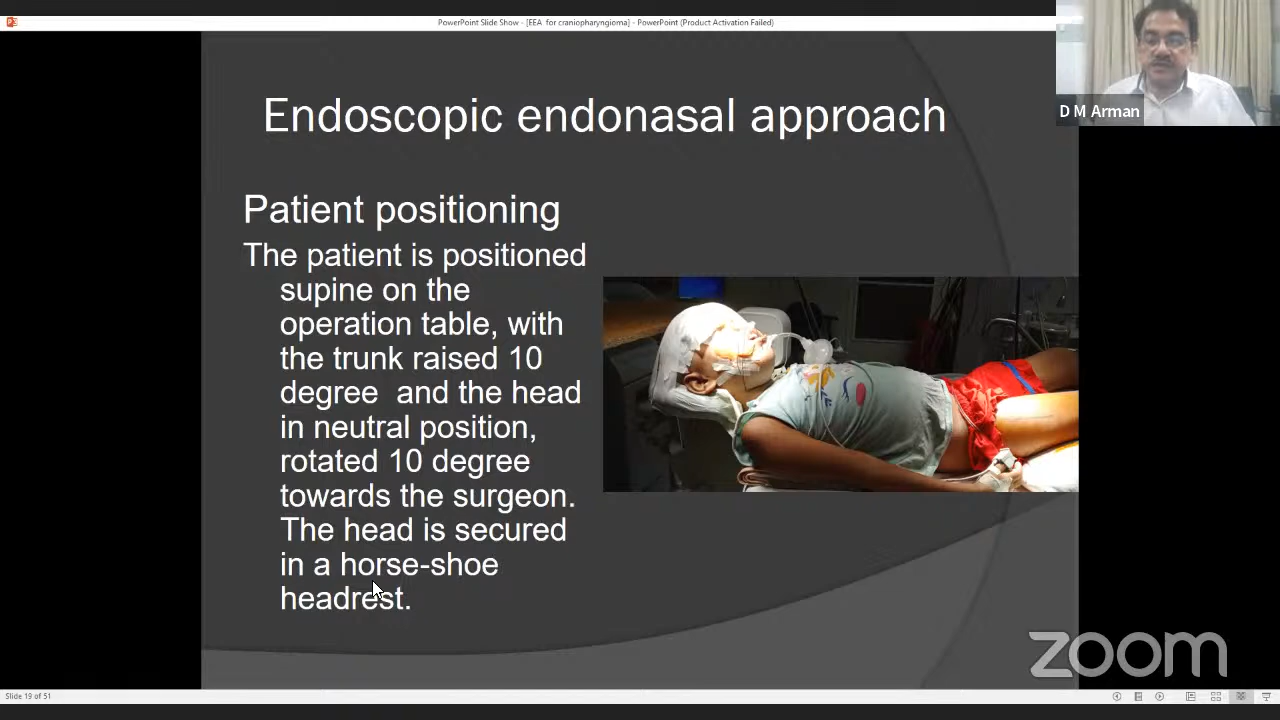 PowerPoint Slide Show - [EEA for craniopharyngioma] - PowerPoint (Product Activation Failed)
D M Arman
Endoscopic endonasal approach
Patient positioning
The patient is positioned
supine on the
operation table, with
the trunk raised 10
degree and the head
in neutral position,
rotated 10 degree
towards the surgeon.
The head is secured
in a horse-shoe
headrest.
zoom
Slide 19 of 51